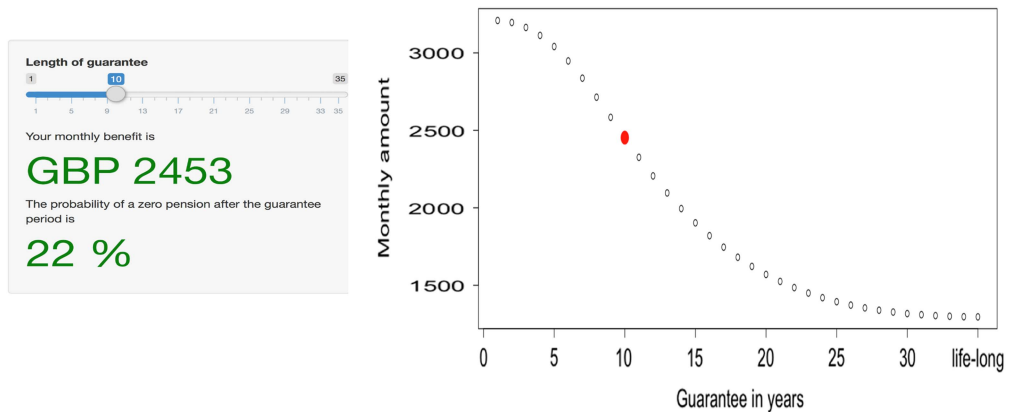 Length of guarantee
1 10 35
1 5 9 13 17 21 25 29 33 35
Your monthly benefit is
GBP 2453
The probability of a zero pension after the guarantee
period is
22 %
Monthly amount
3000
2500
2000
1500
0 5 10 15 20 25 30 life-long
Guarantee in years